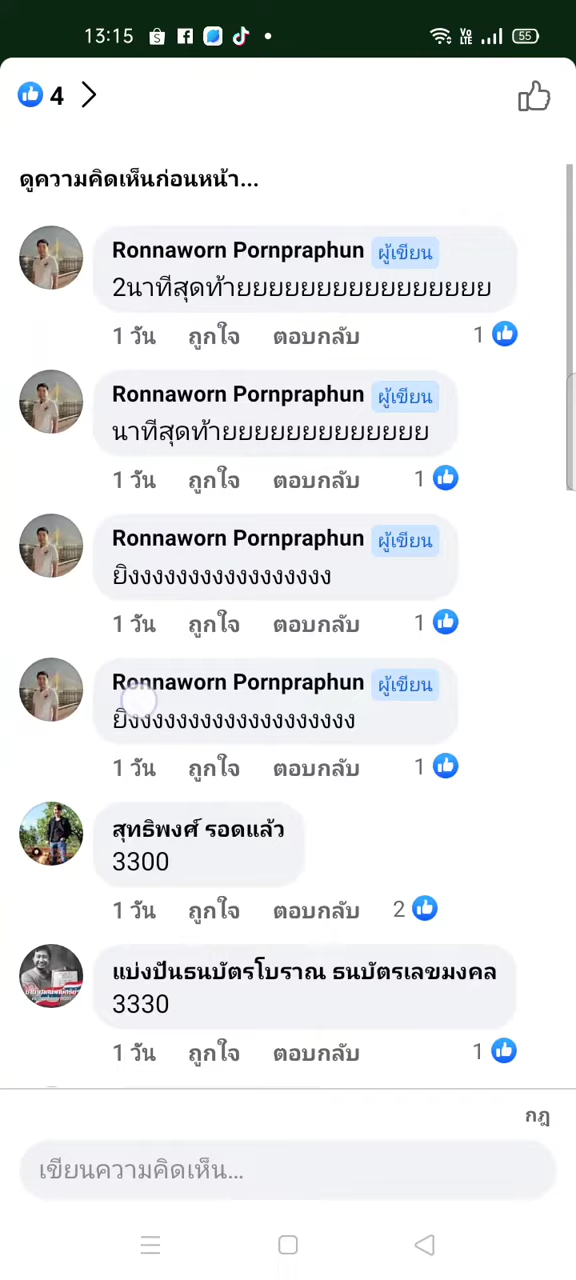 13:15
VO LTE
55
4
ดูความคิดเห็นก่อนหน้า...
Ronnaworn Pornpraphun ผู้เขียน
2นาทีสุดท้ายยยยยยยยยยยยยยยยย
1 วัน ถูกใจ ตอบกลับ 1
Ronnaworn Pornpraphun ผู้เขียน
นาทีสุดท้ายยยยยยยยยยยยย
1 วัน ถูกใจ ตอบกลับ 1
Ronnaworn Pornpraphun ผู้เขียน
ยิงงงงงงงงงงงงงงงงงง
1 วัน ถูกใจ ตอบกลับ 1
Ronnaworn Pornpraphun ผู้เขียน
ยิงงงงงงงงงงงงงงงงงงงง
1 วัน ถูกใจ ตอบกลับ 1
สุทธิพงศ์ รอดแล้ว
3300
1 วัน ถูกใจ ตอบกลับ 2
แบ่งปันธนบัตรโบราณ ธนบัตรเลขมงคล
3330
1 วัน ถูกใจ ตอบกลับ 1
กฎ
เขียนความคิดเห็น...